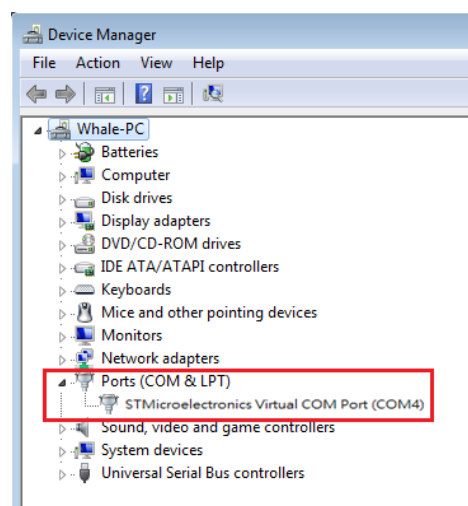 Device Manager
File Action View Help
Whale-PC
Batteries
Computer
Disk drives
Display adapters
DVD/CD-ROM drives
IDE ATA/ATAPI controllers
Keyboards
Mice and other pointing devices
Monitors
Network adapters
Ports (COM & LPT)
STMicroelectronics Virtual COM Port (COM4)
Sound, video and game controllers
System devices
Universal Serial Bus controllers